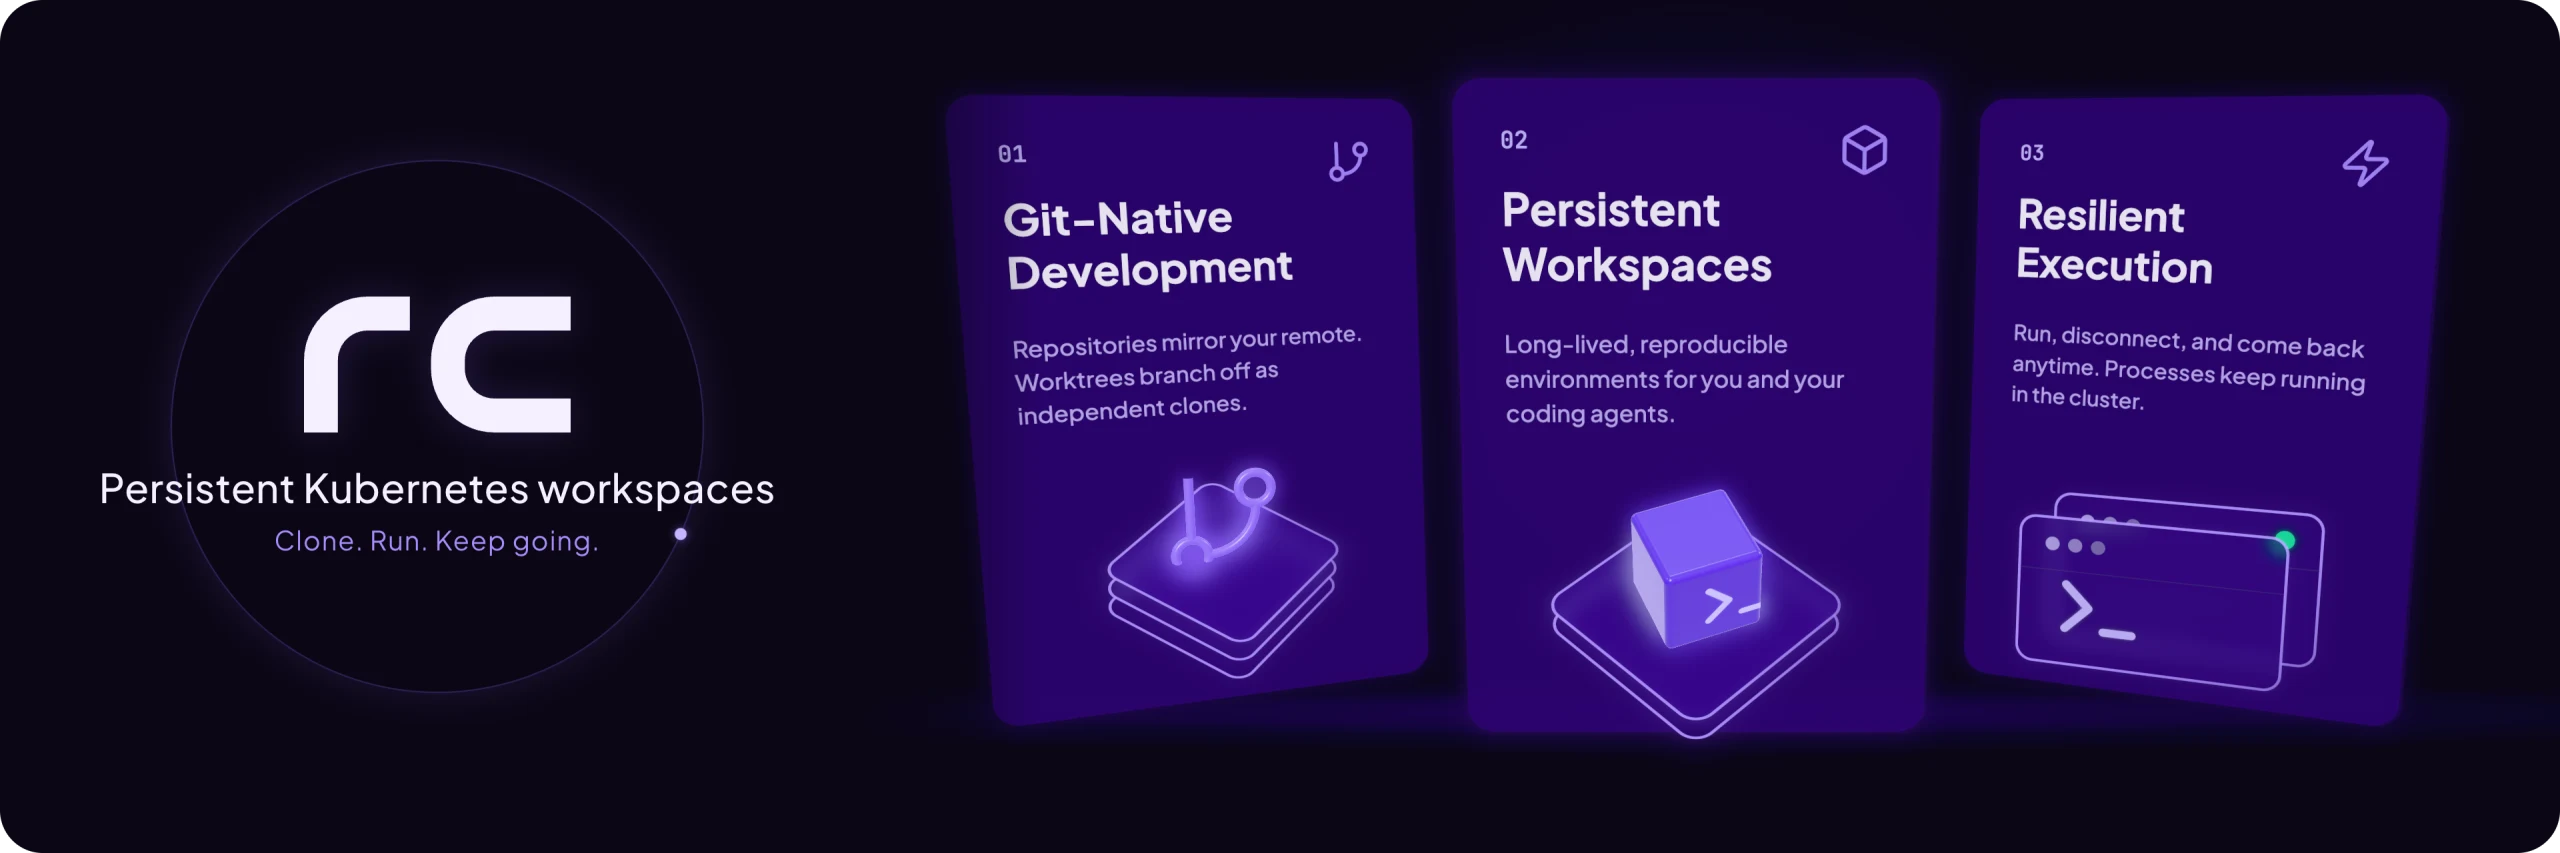 rc
Persistent Kubernetes workspaces
Clone. Run. Keep going.
01
Git-Native
Development
Repositories mirror your remote.
Worktrees branch off as
independent clones.
02
Persistent
Workspaces
Long-lived, reproducible
environments for you and your
coding agents.
>_
03
Resilient
Execution
Run, disconnect, and come back
anytime. Processes keep running
in the cluster.
>_